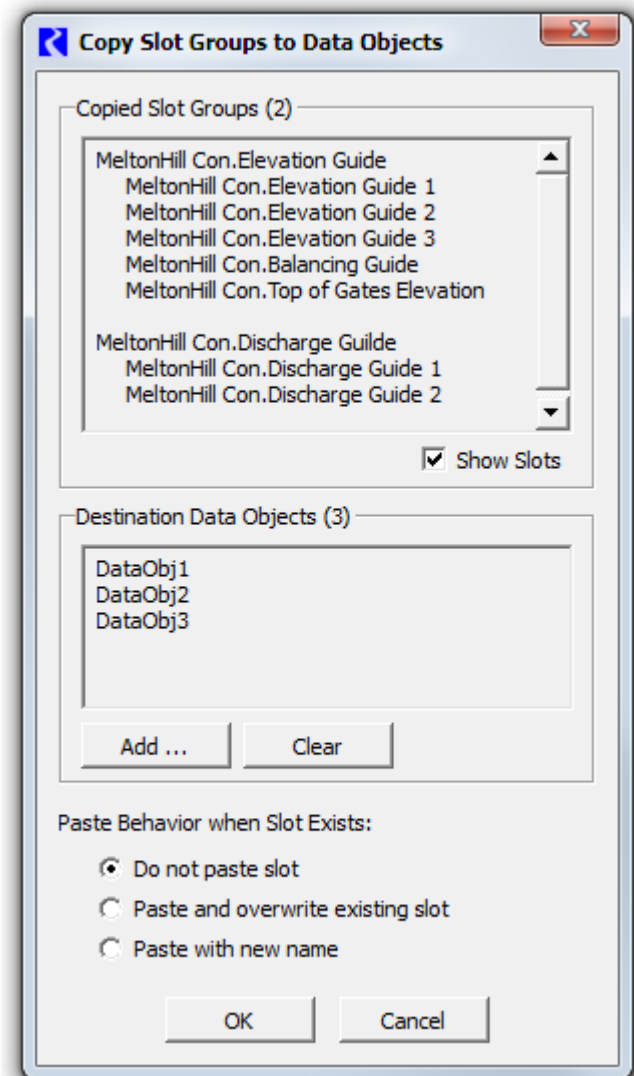 Copy Slot Groups to Data Objects
Copied Slot Groups (2)
MeltonHill Con.Elevation Guide
MeltonHill Con.Elevation Guide 1
MeltonHill Con.Elevation Guide 2
MeltonHill Con.Elevation Guide 3
MeltonHill Con.Balancing Guide
MeltonHill Con.Top of Gates Elevation
MeltonHill Con.Discharge Guilde
MeltonHill Con.Discharge Guide 1
MeltonHill Con.Discharge Guide 2
Show Slots
Destination Data Objects (3)
DataObj1
DataObj2
DataObj3
Add ... Clear
Paste Behavior when Slot Exists:
Do not paste slot
Paste and overwrite existing slot
Paste with new name
OK Cancel